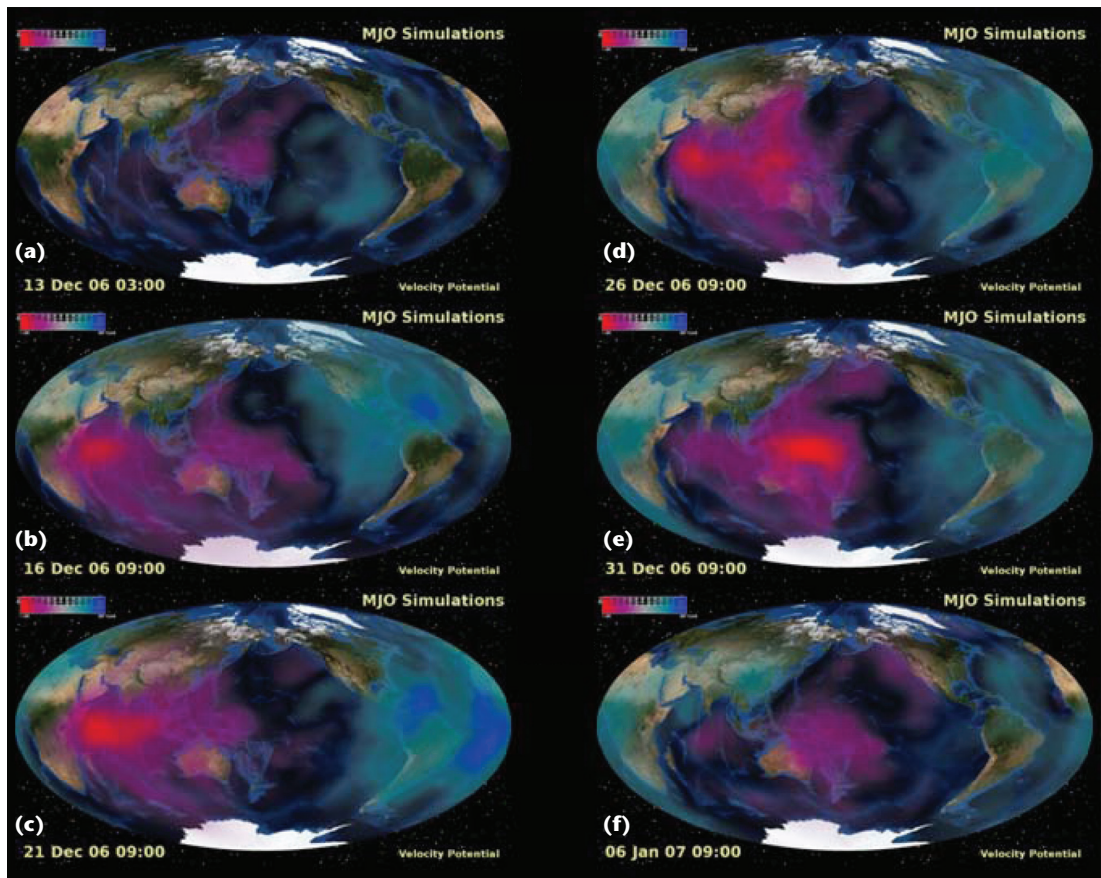 MJO Simulations
(a)
13 Dec 06 03:00
Velocity Potential
MJO Simulations
(b)
16 Dec 06 09:00
Velocity Potential
MJO Simulations
(c)
21 Dec 06 09:00
Velocity Potential
MJO Simulations
(d)
26 Dec 06 09:00
Velocity Potential
MJO Simulations
(e)
31 Dec 06 09:00
Velocity Potential
MJO Simulations
(f)
06 Jan 07 09:00
Velocity Potential